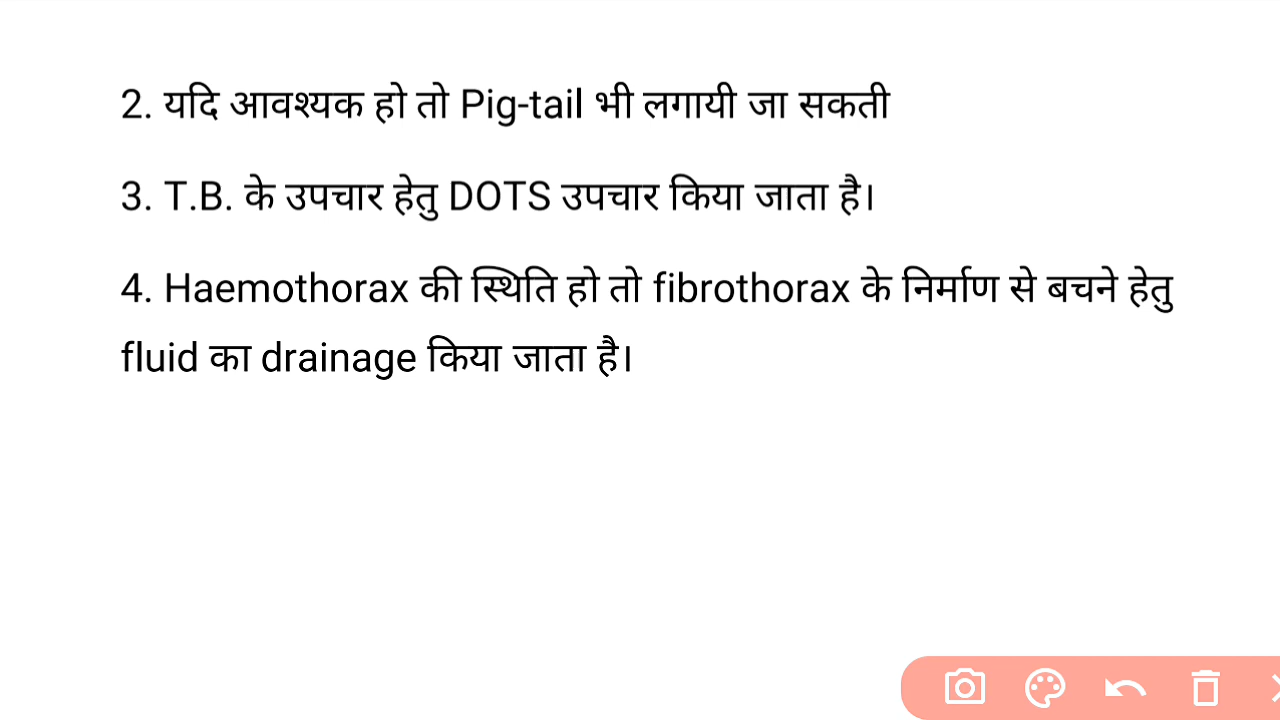 2. यदि आवश्यक हो तो Pig-tail भी लगायी जा सकती
3. T.B. के उपचार हेतु DOTS उपचार किया जाता है।
4. Haemothorax की स्थिति हो तो fibrothorax के निर्माण से बचने हेतु
fluid का drainage किया जाता है।